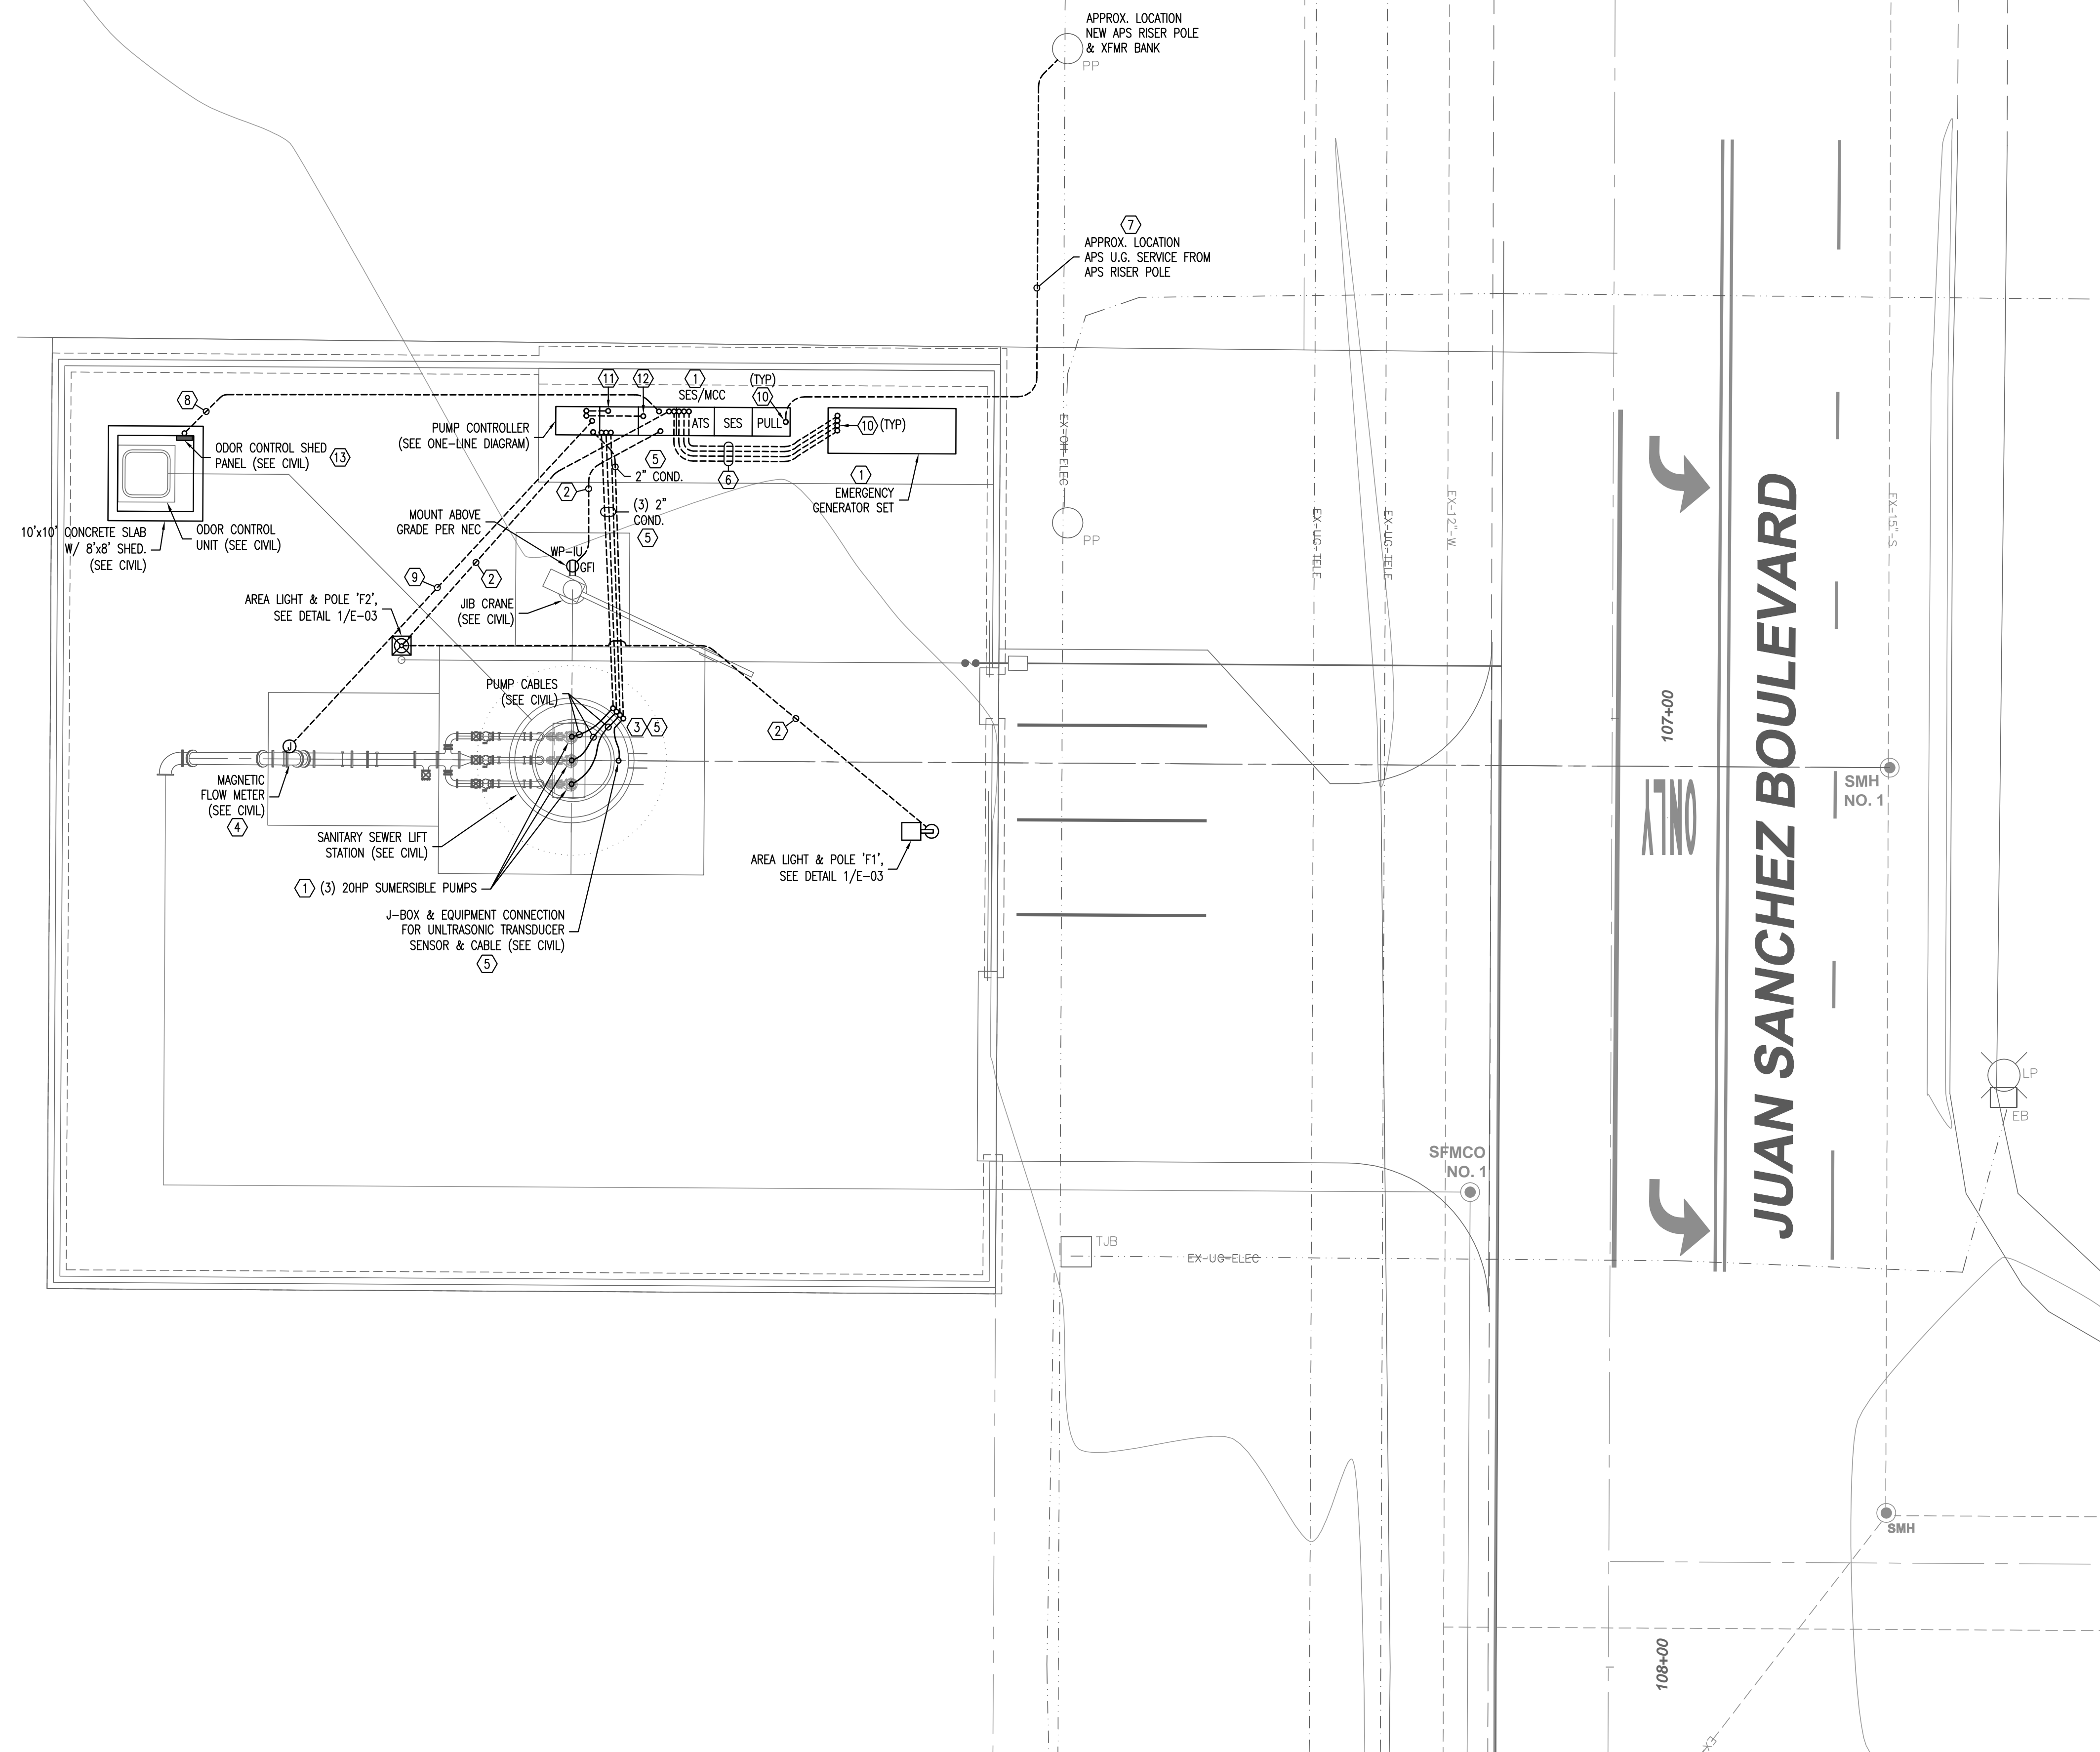 APPROX. LOCATION
NEW APS RISER POLE
& XFMR BANK
PP
7
APPROX. LOCATION
APS U.G. SERVICE FROM
APS RISER POLE
8
11
12
1
SES/MCC
(TYP)
10
ATS
SES
PULL
10 (TYP)
PUMP CONTROLLER
(SEE ONE-LINE DIAGRAM)
ODOR CONTROL SHED
PANEL (SEE CIVIL)
13
5
2" COND.
6
1
EMERGENCY
GENERATOR SET
2
(3) 2"
COND.
5
MOUNT ABOVE
GRADE PER NEC
10'x10' CONCRETE SLAB
W/ 8'x8' SHED.
(SEE CIVIL)
ODOR CONTROL
UNIT (SEE CIVIL)
WP-IU
GFI
9
2
JIB CRANE
(SEE CIVIL)
AREA LIGHT & POLE 'F2',
SEE DETAIL 1/E-03
PUMP CABLES
(SEE CIVIL)
3
5
2
J
MAGNETIC
FLOW METER
(SEE CIVIL)
4
SANITARY SEWER LIFT
STATION (SEE CIVIL)
1 (3) 20HP SUMERSIBLE PUMPS
AREA LIGHT & POLE 'F1',
SEE DETAIL 1/E-03
J-BOX & EQUIPMENT CONNECTION
FOR UNLTRASONIC TRANSDUCER
SENSOR & CABLE (SEE CIVIL)
5
EX-OH-ELEC
PP
EX-UG-TELE
EX-UG-TELE
EX-12"-W
EX-15"-S
107+00
ONLY
JUAN SANCHEZ BOULEVARD
SMH
NO. 1
LP
EB
SFMCO
NO. 1
TJB
EX-UG-ELEC
SMH
108+00
EX